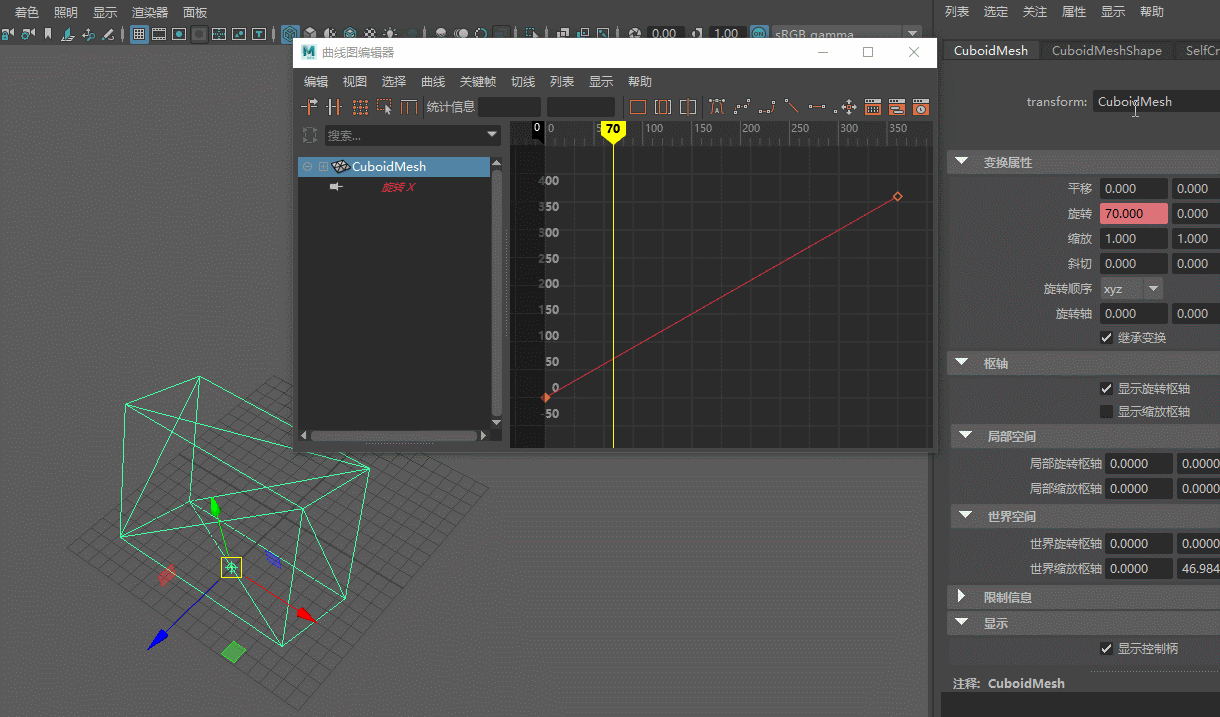 着色 照明 显示 渲染器 面板
0.00 1.00 sRGB gamma
曲线图编辑器
编辑 视图 选择 曲线 关键帧 切线 列表 显示 帮助
统计信息
搜索...
CuboidMesh
旋转 X
0 0 70 100 150 200 250 300 350
400
350
300
250
200
150
100
50
0
-50
列表 选定 关注 属性 显示 帮助
CuboidMesh CuboidMeshShape SelfCr
transform: CuboidMesh
变换属性
平移 0.000 0.000
旋转 70.000 0.000
缩放 1.000 1.000
斜切 0.000 0.000
旋转顺序 xyz
旋转轴 0.000 0.000
继承变换
枢轴
显示旋转枢轴
显示缩放枢轴
局部空间
局部旋转枢轴 0.0000 0.0000
局部缩放枢轴 0.0000 0.0000
世界空间
世界旋转枢轴 0.0000 0.0000
世界缩放枢轴 0.0000 46.984
限制信息
显示
显示控制柄
注释: CuboidMesh